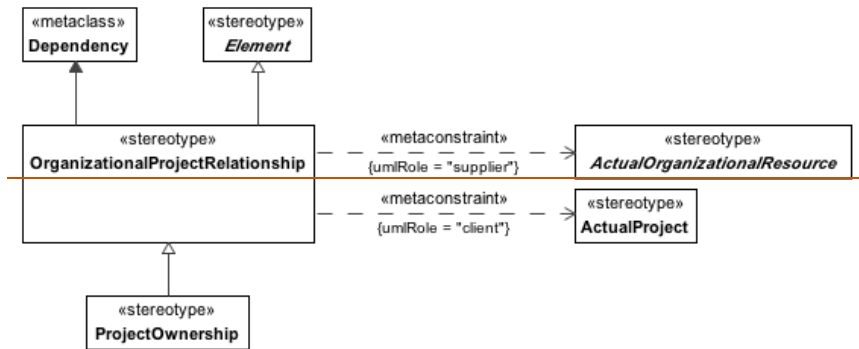 «metaclass»
Dependency
«stereotype»
Element
«stereotype»
OrganizationalProjectRelationship
«metaconstraint»
{umlRole = "supplier"}
«stereotype»
ActualOrganizationalResource
«metaconstraint»
{umlRole = "client"}
«stereotype»
ActualProject
«stereotype»
ProjectOwnership